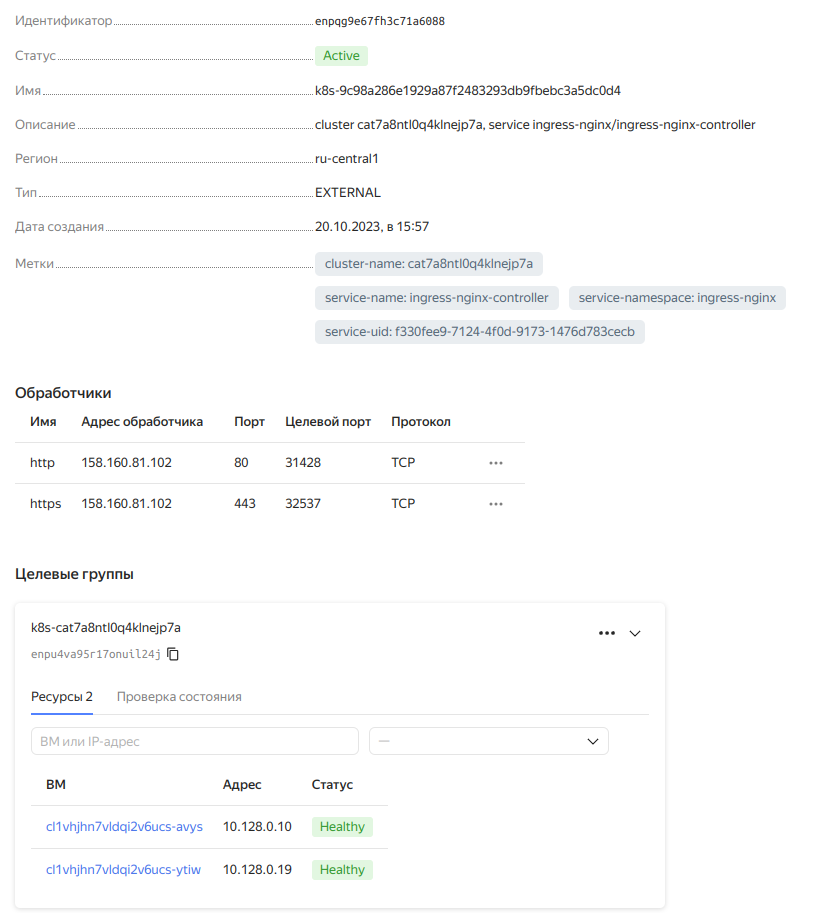 Идентификатор enpqg9e67fh3c71a6088
Статус Active
Имя k8s-9c98a286e1929a87f2483293db9fbebc3a5dc0d4
Описание cluster cat7a8ntl0q4klnejp7a, service ingress-nginx/ingress-nginx-controller
Регион ru-central1
Тип EXTERNAL
Дата создания 20.10.2023, в 15:57
Метки cluster-name: cat7a8ntl0q4klnejp7a
service-name: ingress-nginx-controller service-namespace: ingress-nginx
service-uid: f330fee9-7124-4f0d-9173-1476d783cecb
Обработчики
Имя Адрес обработчика Порт Целевой порт Протокол
http 158.160.81.102 80 31428 TCP
https 158.160.81.102 443 32537 TCP
Целевые группы
k8s-cat7a8ntl0q4klnejp7a
enpu4va95r17onuil24j
Ресурсы 2 Проверка состояния
ВМ или IP-адрес —
ВМ Адрес Статус
cl1vhjhn7vldqi2v6ucs-avys 10.128.0.10 Healthy
cl1vhjhn7vldqi2v6ucs-ytiw 10.128.0.19 Healthy